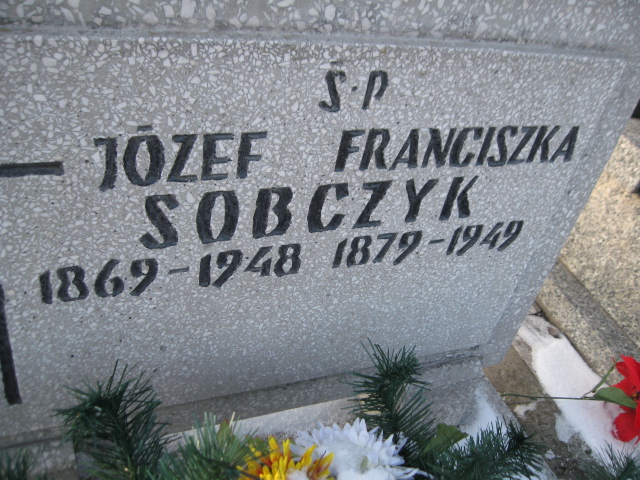 Ś.P
JÓZEF FRANCISZKA
SOBCZYK
1869-1948 1879-1949